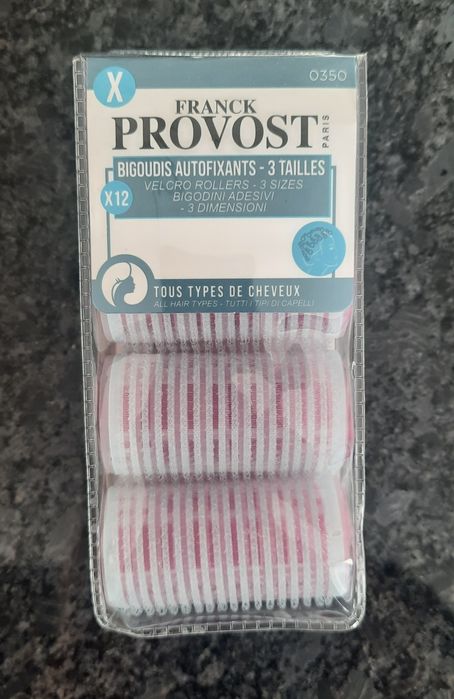 X
0350
FRANCK
PROVOST
PARIS
BIGOUDIS AUTOFIXANTS - 3 TAILLES
VELCRO ROLLERS - 3 SIZES
X12
BIGODINI ADESIVI
- 3 DIMENSIONI
TOUS TYPES DE CHEVEUX
ALL HAIR TYPES - TUTTI I TIPI DI CAPELLI